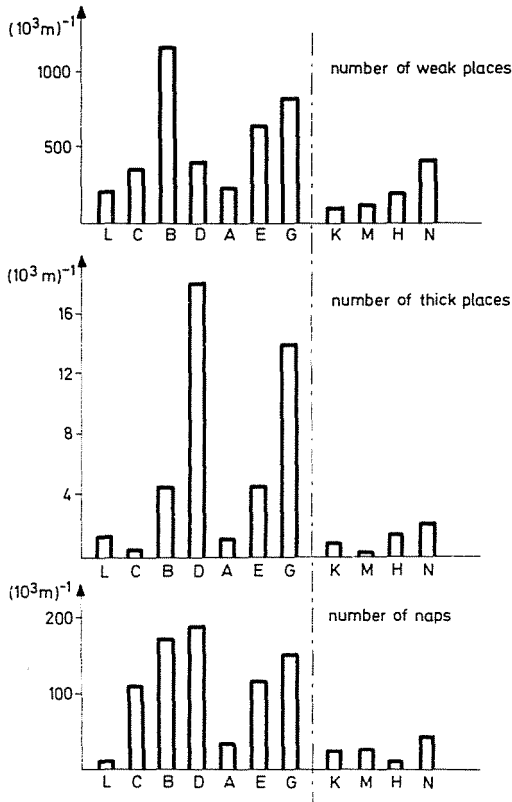 (10³m)⁻¹
number of weak places
1000
500
L C B D A E G K M H N
(10³ m)⁻¹
number of thick places
16
12
8
4
L C B D A E G K M H N
(10³m)⁻¹
number of naps
200
100
L C B D A E G K M H N